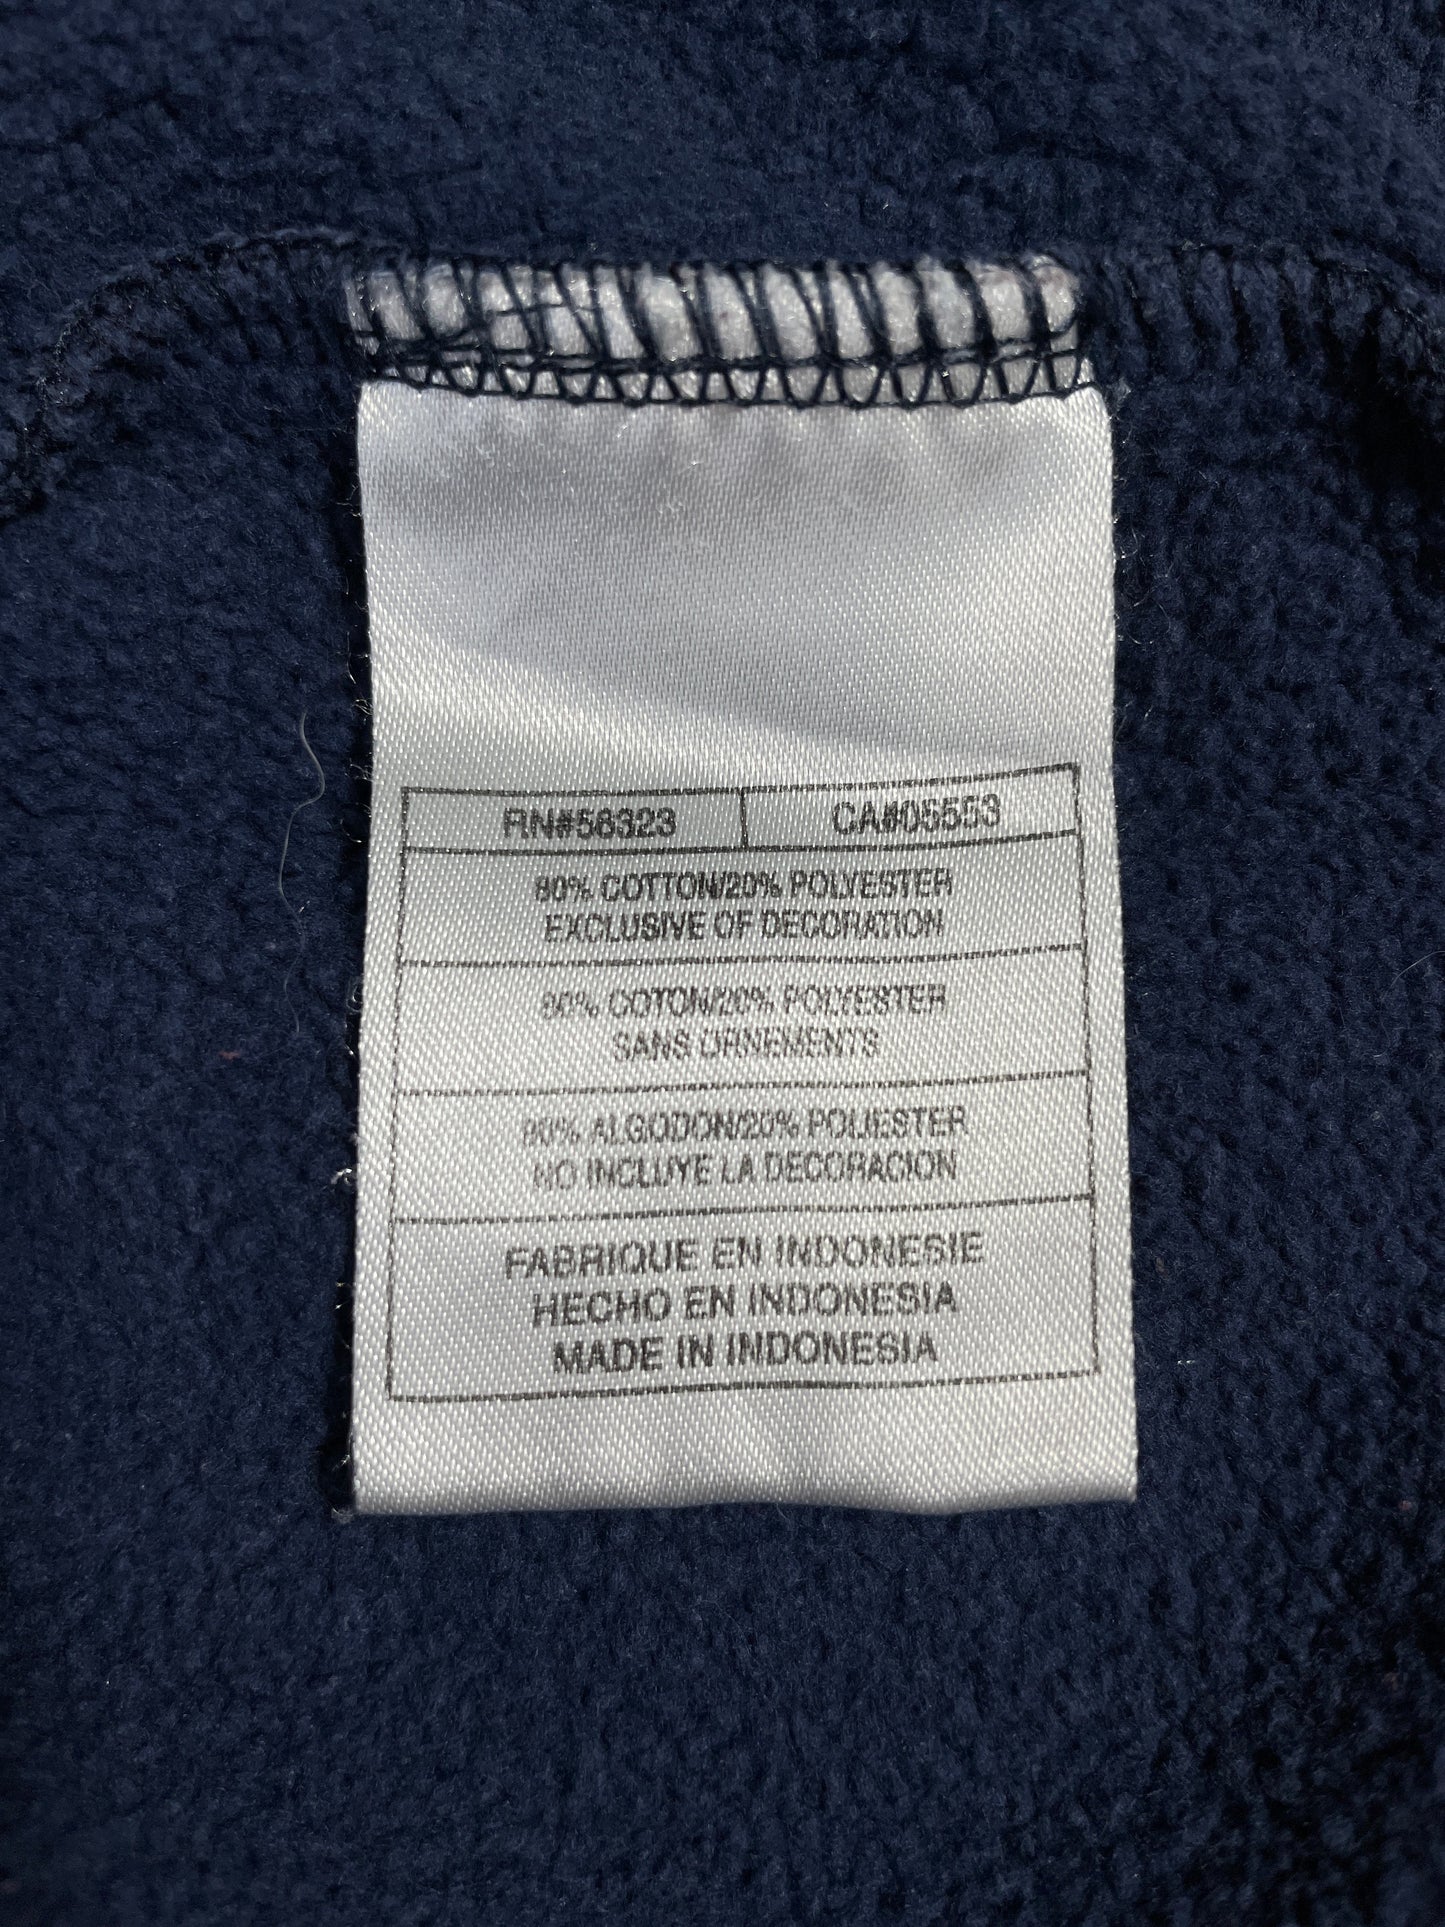 RN#56323 CA#05553
80% COTTON/20% POLYESTER
EXCLUSIVE OF DECORATION
80% COTON/20% POLYESTER
SANS ORNEMENTS
80% ALGODON/20% POLIESTER
NO INCLUYE LA DECORACION
FABRIQUE EN INDONESIE
HECHO EN INDONESIA
MADE IN INDONESIA